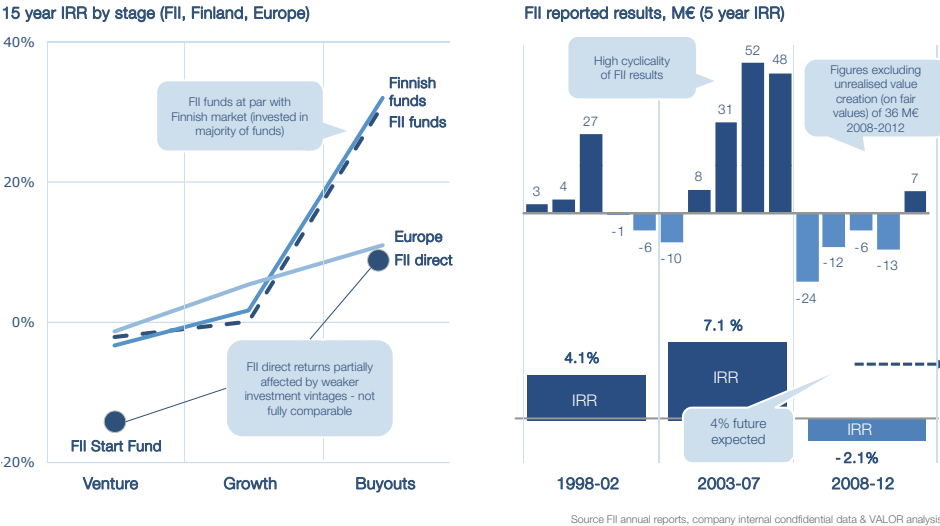 15 year IRR by stage (FII, Finland, Europe)
40%
20%
0%
-20%
FII funds at par with
Finnish market (invested in
majority of funds)
Finnish
funds
FII funds
Europe
FII direct
FII direct returns partially
affected by weaker
investment vintages - not
fully comparable
FII Start Fund
Venture
Growth
Buyouts
FII reported results, M€ (5 year IRR)
High cyclicality
of FII results
Figures excluding
unrealised value
creation (on fair
values) of 36 M€
2008-2012
3
4
27
-1
-6
-10
8
31
52
48
-24
-12
-6
-13
7
4.1%
IRR
7.1 %
IRR
4% future
expected
IRR
-2.1%
1998-02
2003-07
2008-12
Source FII annual reports, company internal condfidential data & VALOR analysis